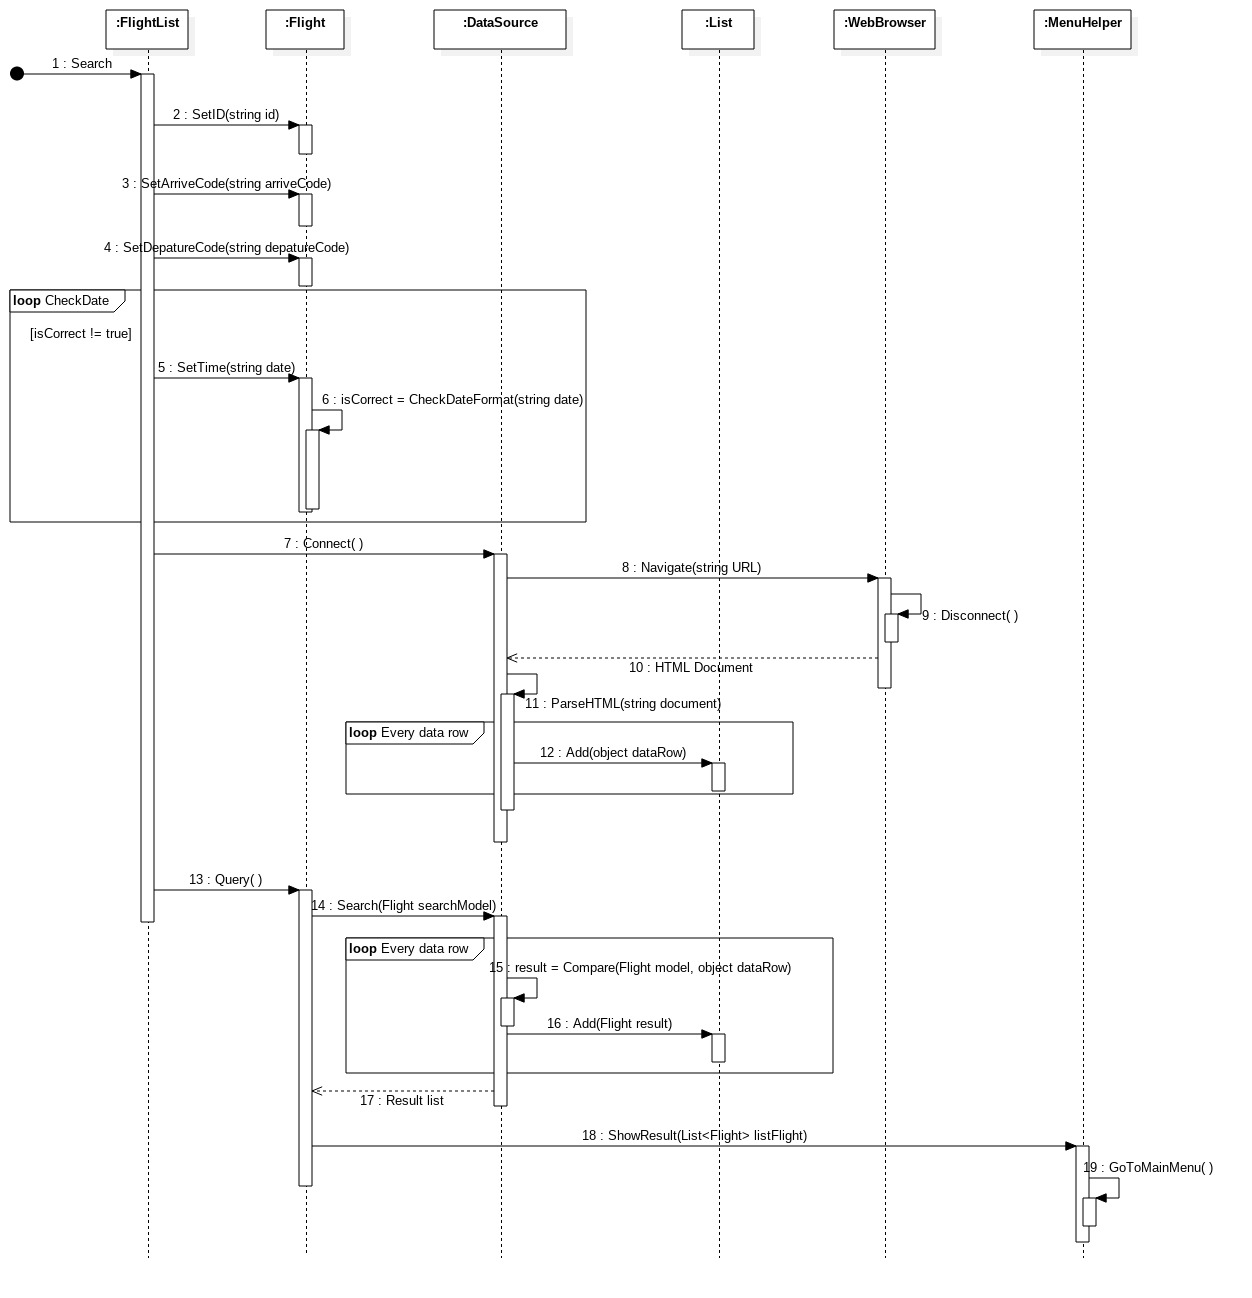 :FlightList
:Flight
:DataSource
:List
:WebBrowser
:MenuHelper
1 : Search
2 : SetID(string id)
3 : SetArriveCode(string arriveCode)
4 : SetDepatureCode(string depatureCode)
loop CheckDate
[isCorrect != true]
5 : SetTime(string date)
6 : isCorrect = CheckDateFormat(string date)
7 : Connect( )
8 : Navigate(string URL)
9 : Disconnect( )
10 : HTML Document
11 : ParseHTML(string document)
loop Every data row
12 : Add(object dataRow)
13 : Query( )
14 : Search(Flight searchModel)
loop Every data row
15 : result = Compare(Flight model, object dataRow)
16 : Add(Flight result)
17 : Result list
18 : ShowResult(List<Flight> listFlight)
19 : GoToMainMenu( )